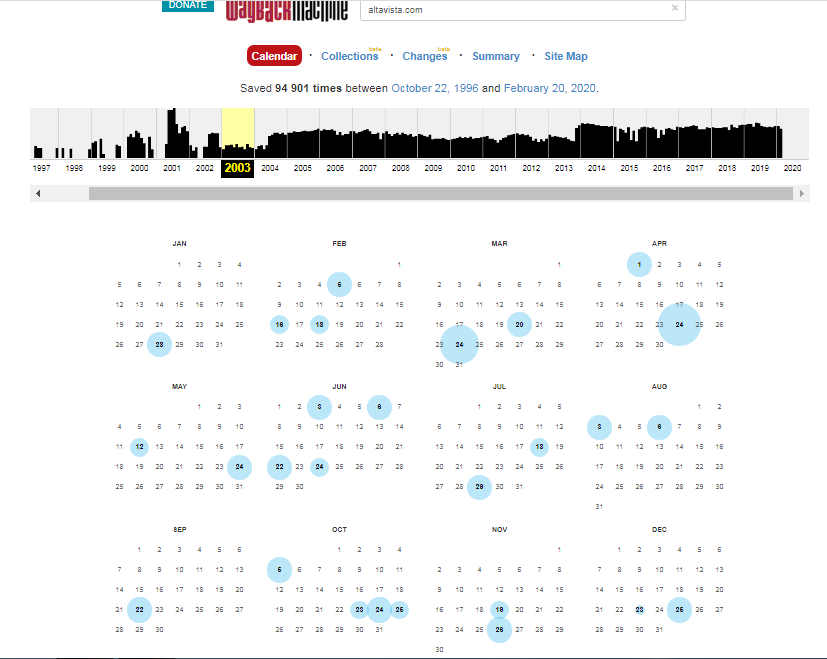 DONATE
WayBackMachine
altavista.com ×
Calendar · Collections beta · Changes beta · Summary · Site Map
Saved 94 901 times between October 22, 1996 and February 20, 2020.
1997 1998 1999 2000 2001 2002 2003 2004 2005 2006 2007 2008 2009 2010 2011 2012 2013 2014 2015 2016 2017 2018 2019 2020
JAN FEB MAR APR
1 2 3 4 1 1 1 2 3 4 5
5 6 7 8 9 10 11 2 3 4 5 6 7 8 2 3 4 5 6 7 8 6 7 8 9 10 11 12
12 13 14 15 16 17 18 9 10 11 12 13 14 15 9 10 11 12 13 14 15 13 14 15 16 17 18 19
19 20 21 22 23 24 25 16 17 18 19 20 21 22 16 17 18 19 20 21 22 20 21 22 23 24 25 26
26 27 28 29 30 31 23 24 25 26 27 28 23 24 25 26 27 28 29 27 28 29 30
30 31
MAY JUN JUL AUG
1 2 3 1 2 3 4 5 6 7 1 2 3 4 5 1 2
4 5 6 7 8 9 10 8 9 10 11 12 13 14 6 7 8 9 10 11 12 3 4 5 6 7 8 9
11 12 13 14 15 16 17 15 16 17 18 19 20 21 13 14 15 16 17 18 19 10 11 12 13 14 15 16
18 19 20 21 22 23 24 22 23 24 25 26 27 28 20 21 22 23 24 25 26 17 18 19 20 21 22 23
25 26 27 28 29 30 31 29 30 27 28 29 30 31 24 25 26 27 28 29 30
31
SEP OCT NOV DEC
1 2 3 4 5 6 1 2 3 4 1 1 2 3 4 5 6
7 8 9 10 11 12 13 5 6 7 8 9 10 11 2 3 4 5 6 7 8 7 8 9 10 11 12 13
14 15 16 17 18 19 20 12 13 14 15 16 17 18 9 10 11 12 13 14 15 14 15 16 17 18 19 20
21 22 23 24 25 26 27 19 20 21 22 23 24 25 16 17 18 19 20 21 22 21 22 23 24 25 26 27
28 29 30 26 27 28 29 30 31 23 24 25 26 27 28 29 28 29 30 31
30